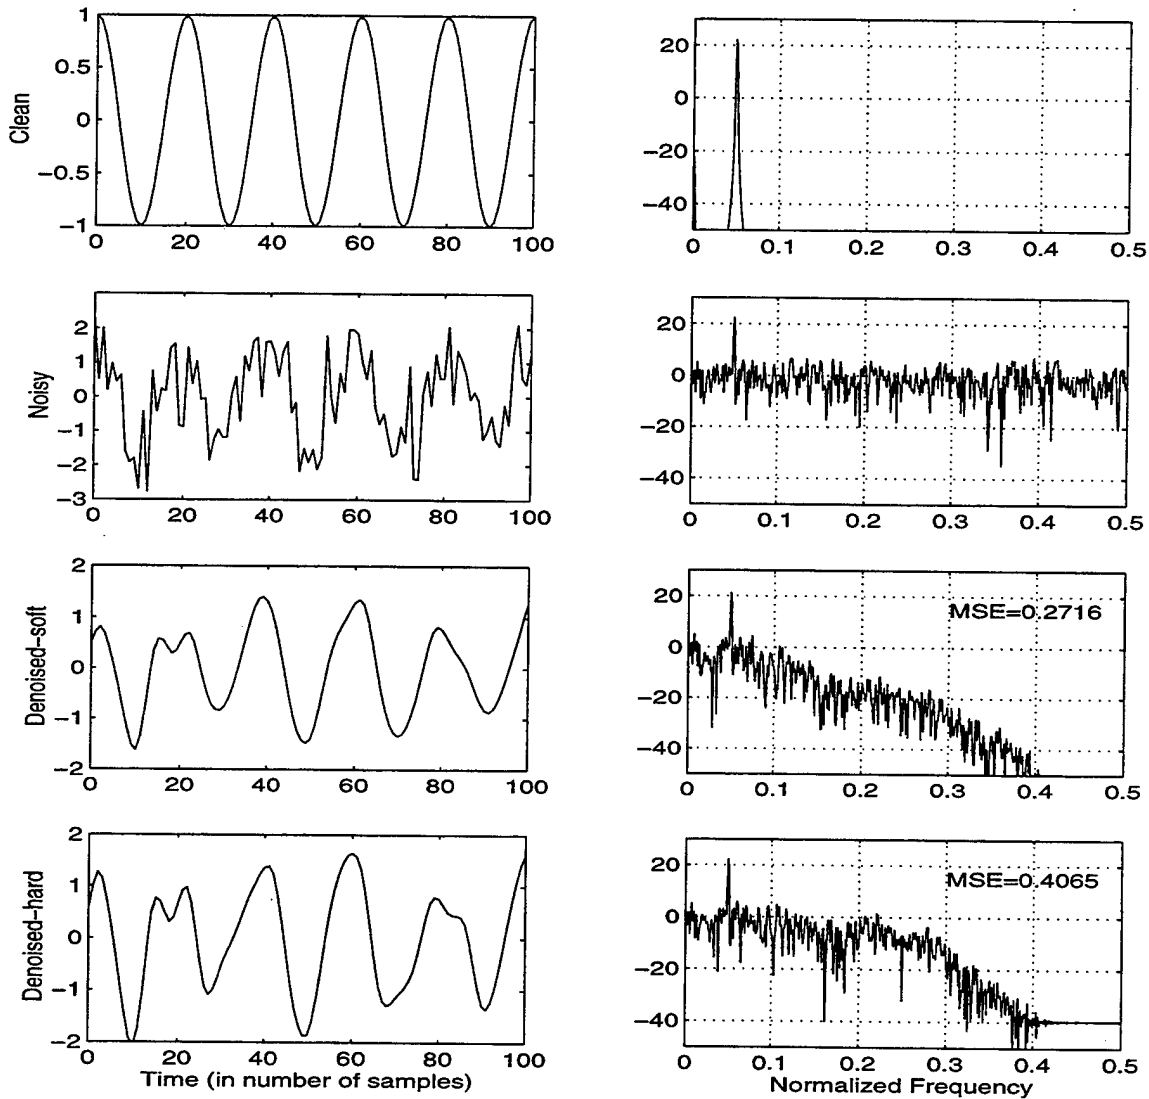 Clean
1
0.5
0
−0.5
−1
0 20 40 60 80 100
20
0
−20
−40
0 0.1 0.2 0.3 0.4 0.5
Noisy
2
1
0
−1
−2
−3
0 20 40 60 80 100
20
0
−20
−40
0 0.1 0.2 0.3 0.4 0.5
Denoised−soft
2
1
0
−1
−2
0 20 40 60 80 100
20
0
−20
−40
MSE=0.2716
0 0.1 0.2 0.3 0.4 0.5
Denoised−hard
2
1
0
−1
−2
0 20 40 60 80 100
Time (in number of samples)
20
0
−20
−40
MSE=0.4065
0 0.1 0.2 0.3 0.4 0.5
Normalized Frequency